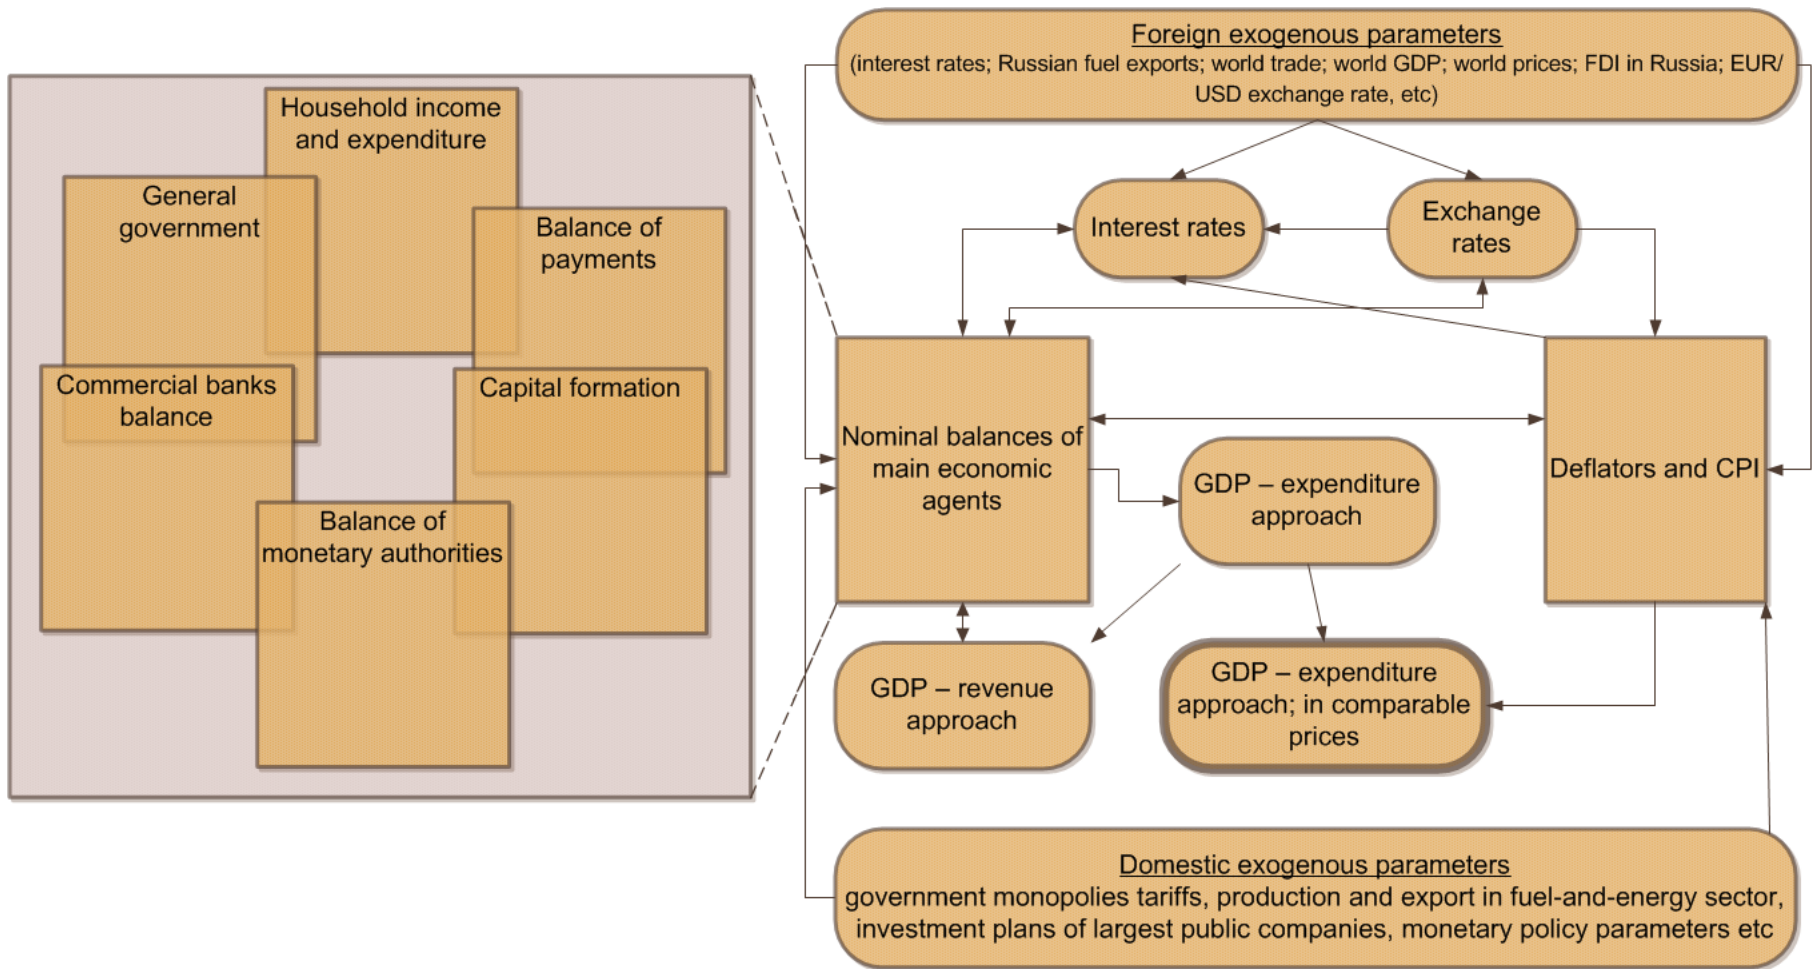 Foreign exogenous parameters
(interest rates; Russian fuel exports; world trade; world GDP; world prices; FDI in Russia; EUR/
USD exchange rate, etc)
Household income
and expenditure
General
government
Balance of
payments
Commercial banks
balance
Capital formation
Balance of
monetary authorities
Interest rates
Exchange
rates
Nominal balances of
main economic
agents
GDP – expenditure
approach
Deflators and CPI
GDP – revenue
approach
GDP – expenditure
approach; in comparable
prices
Domestic exogenous parameters
government monopolies tariffs, production and export in fuel-and-energy sector,
investment plans of largest public companies, monetary policy parameters etc